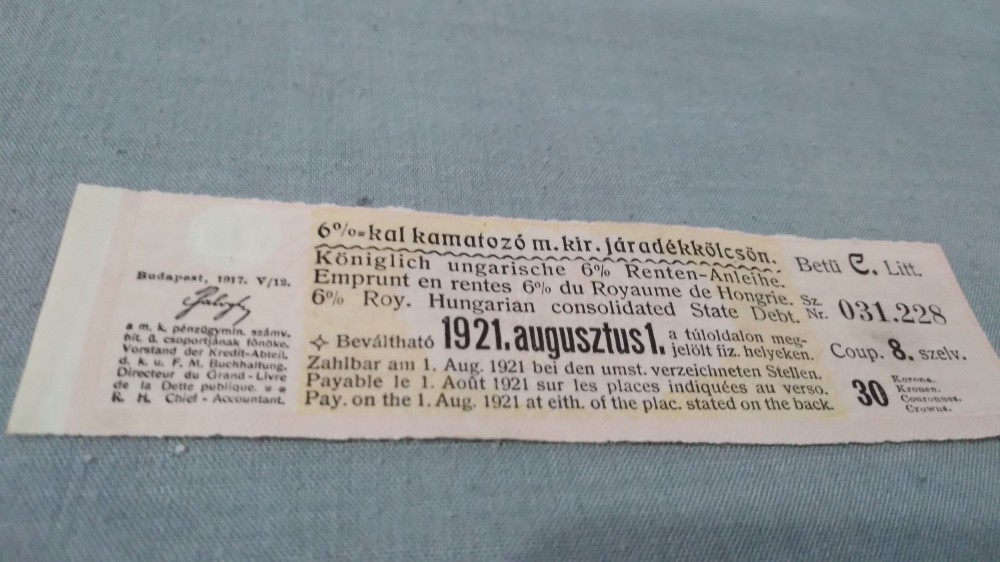 Budapest, 1917. V/12.
a m. k. pénzügymin. számv.
hit. ü. csoportjának főnöke.
Vorstand der Kredit-Abteil.
d. k. u. F. M. Buchhaltung.
Directeur du Grand-Livre
de la Dette publique.
R. H. Chief-Accountant.
6%=kal kamatozó m. kir. járadékkölcsön.
Königlich ungarische 6% Renten-Anleihe.
Emprunt en rentes 6% du Royaume de Hongrie.
6% Roy. Hungarian consolidated State Debt.
Beváltható 1921. augusztus 1. a túloldalon meg-
jelölt fiz. helyeken.
Zahlbar am 1. Aug. 1921 bei den umst. verzeichneten Stellen.
Payable le 1. Août 1921 sur les places indiquées au verso.
Pay. on the 1. Aug. 1921 at eith. of the plac. stated on the back.
Betü C. Litt.
Sz.
Nr. 031.228
Coup. 8. szelv.
30 Korona.
Kronen.
Couronnes.
Crowns.